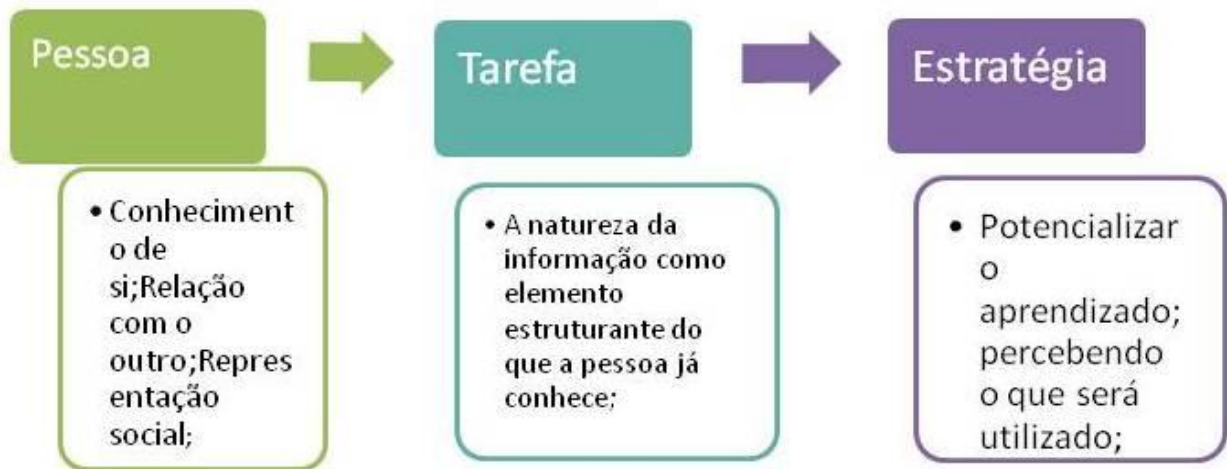 Pessoa
Tarefa
Estratégia
• Conheciment
o de
si;Relação
com o
outro;Repres
entação
social;
• A natureza da
informação como
elemento
estruturante do
que a pessoa já
conhece;
• Potencializar
o
aprendizado;
percebendo
o que será
utilizado;